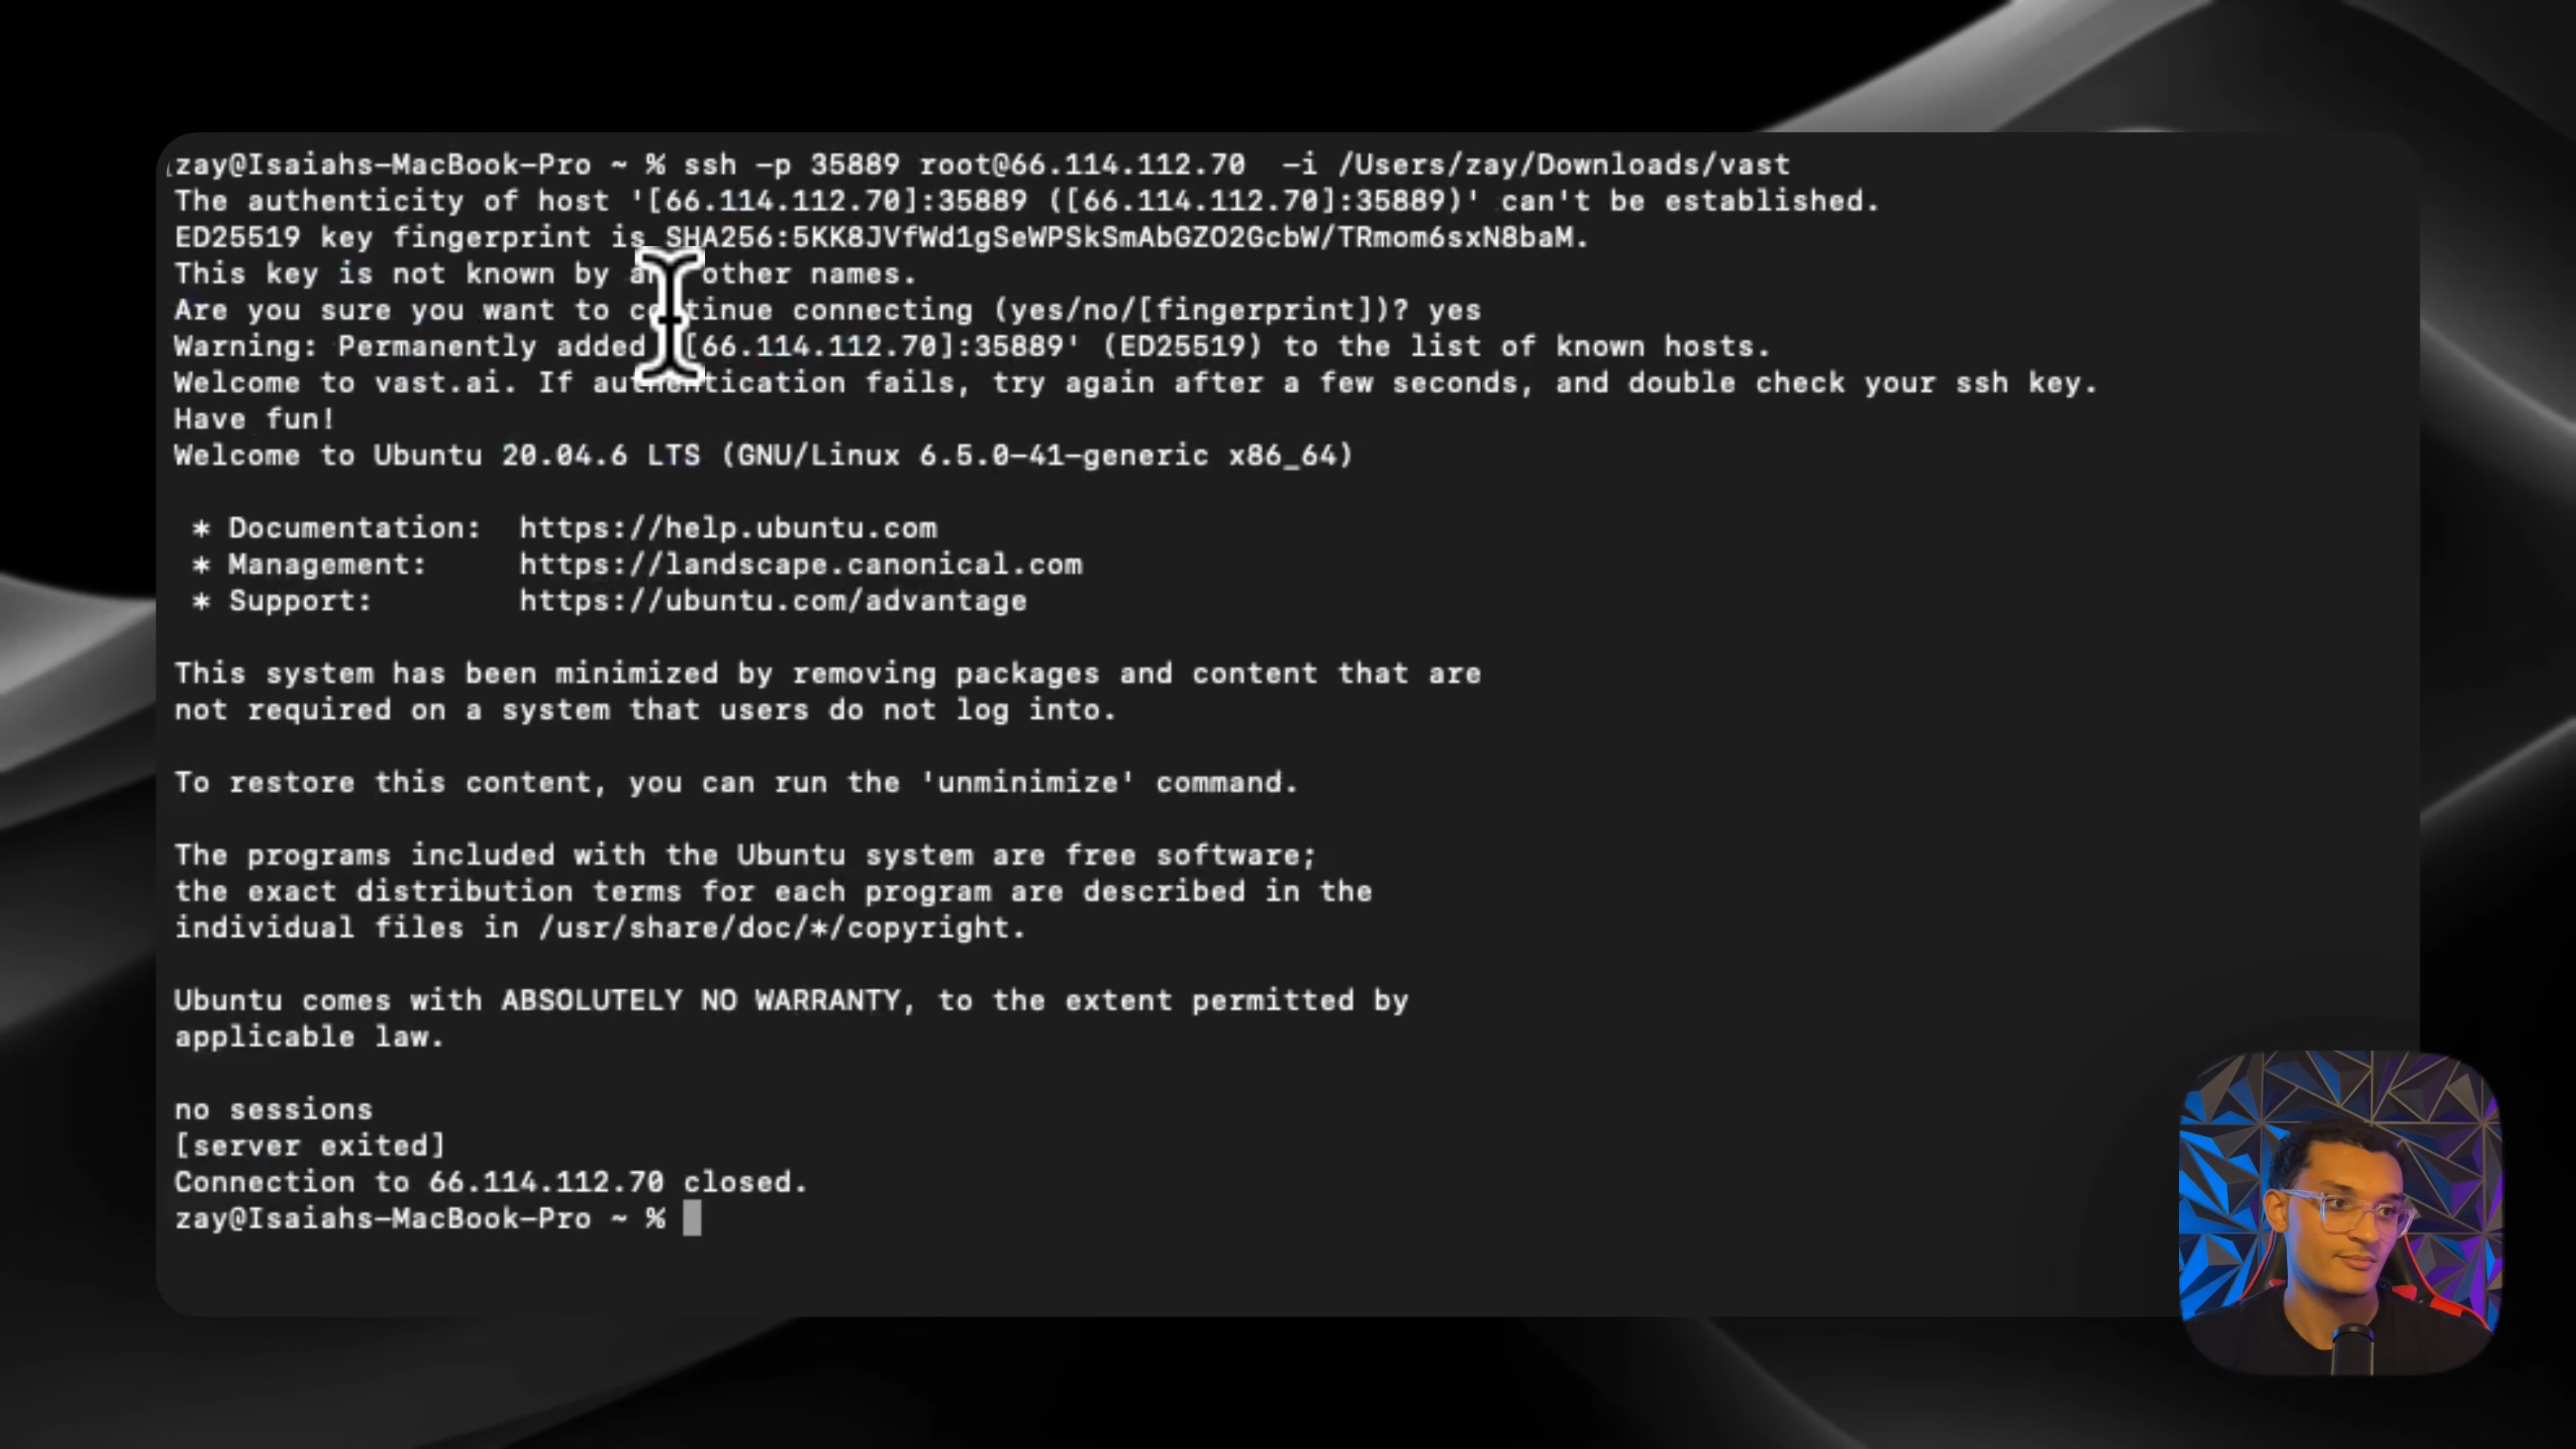 zay@Isaiahs-MacBook-Pro ~ % ssh -p 35889 root@66.114.112.70  -i /Users/zay/Downloads/vast
The authenticity of host '[66.114.112.70]:35889 ([66.114.112.70]:35889)' can't be established.
ED25519 key fingerprint is SHA256:5KK8JVfWd1gSeWPSkSmAbGZO2GcbW/TRmom6sxN8baM.
This key is not known by other names.
Are you sure you want to continue connecting (yes/no/[fingerprint])? yes
Warning: Permanently added '[66.114.112.70]:35889' (ED25519) to the list of known hosts.
Welcome to vast.ai. If authentication fails, try again after a few seconds, and double check your ssh key.
Have fun!
Welcome to Ubuntu 20.04.6 LTS (GNU/Linux 6.5.0-41-generic x86_64)
* Documentation:  https://help.ubuntu.com
* Management:     https://landscape.canonical.com
* Support:        https://ubuntu.com/advantage
This system has been minimized by removing packages and content that are
not required on a system that users do not log into.
To restore this content, you can run the 'unminimize' command.
The programs included with the Ubuntu system are free software;
the exact distribution terms for each program are described in the
individual files in /usr/share/doc/*/copyright.
Ubuntu comes with ABSOLUTELY NO WARRANTY, to the extent permitted by
applicable law.
no sessions
[server exited]
Connection to 66.114.112.70 closed.
zay@Isaiahs-MacBook-Pro ~ %